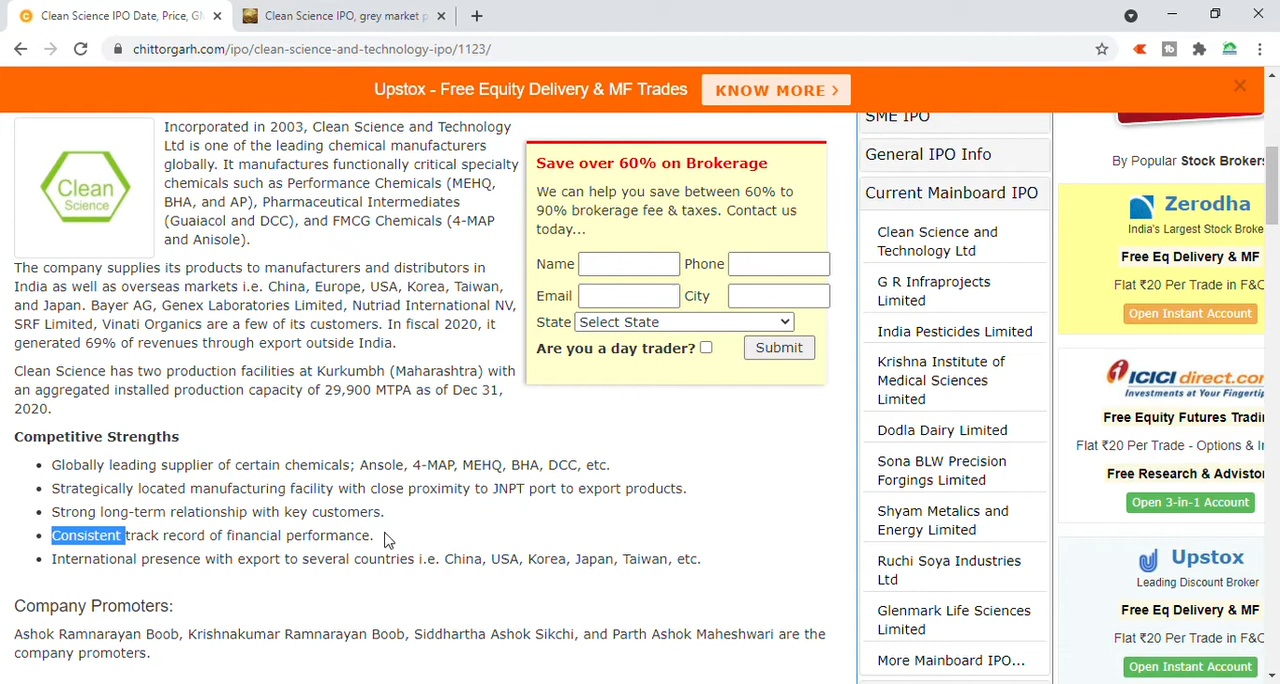 Clean Science IPO Date, Price, GM
Clean Science IPO, grey market p
chittorgarh.com/ipo/clean-science-and-technology-ipo/1123/
Upstox - Free Equity Delivery & MF Trades
KNOW MORE
Clean
Science
Incorporated in 2003, Clean Science and Technology
Ltd is one of the leading chemical manufacturers
globally. It manufactures functionally critical specialty
chemicals such as Performance Chemicals (MEHQ,
BHA, and AP), Pharmaceutical Intermediates
(Guaiacol and DCC), and FMCG Chemicals (4-MAP
and Anisole).
The company supplies its products to manufacturers and distributors in
India as well as overseas markets i.e. China, Europe, USA, Korea, Taiwan,
and Japan. Bayer AG, Genex Laboratories Limited, Nutriad International NV,
SRF Limited, Vinati Organics are a few of its customers. In fiscal 2020, it
generated 69% of revenues through export outside India.
Clean Science has two production facilities at Kurkumbh (Maharashtra) with
an aggregated installed production capacity of 29,900 MTPA as of Dec 31,
2020.
Competitive Strengths
Globally leading supplier of certain chemicals; Ansole, 4-MAP, MEHQ, BHA, DCC, etc.
Strategically located manufacturing facility with close proximity to JNPT port to export products.
Strong long-term relationship with key customers.
Consistent track record of financial performance.
International presence with export to several countries i.e. China, USA, Korea, Japan, Taiwan, etc.
Company Promoters:
Ashok Ramnarayan Boob, Krishnakumar Ramnarayan Boob, Siddhartha Ashok Sikchi, and Parth Ashok Maheshwari are the
company promoters.
Save over 60% on Brokerage
We can help you save between 60% to
90% brokerage fee & taxes. Contact us
today...
Name Phone
Email City
State Select State
Are you a day trader? Submit
SME IPO
General IPO Info
Current Mainboard IPO
Clean Science and
Technology Ltd
G R Infraprojects
Limited
India Pesticides Limited
Krishna Institute of
Medical Sciences
Limited
Dodla Dairy Limited
Sona BLW Precision
Forgings Limited
Shyam Metalics and
Energy Limited
Ruchi Soya Industries
Ltd
Glenmark Life Sciences
Limited
More Mainboard IPO...
By Popular Stock Brokers
Zerodha
India's Largest Stock Broke
Free Eq Delivery & MF
Flat ₹20 Per Trade in F&O
Open Instant Account
ICICI direct.com
Investments at Your Fingertip
Free Equity Futures Tradi
Flat ₹20 Per Trade - Options & I
Free Research & Advisor
Open 3-in-1 Account
Upstox
Leading Discount Broker
Free Eq Delivery & MF
Flat ₹20 Per Trade in F&O
Open Instant Account